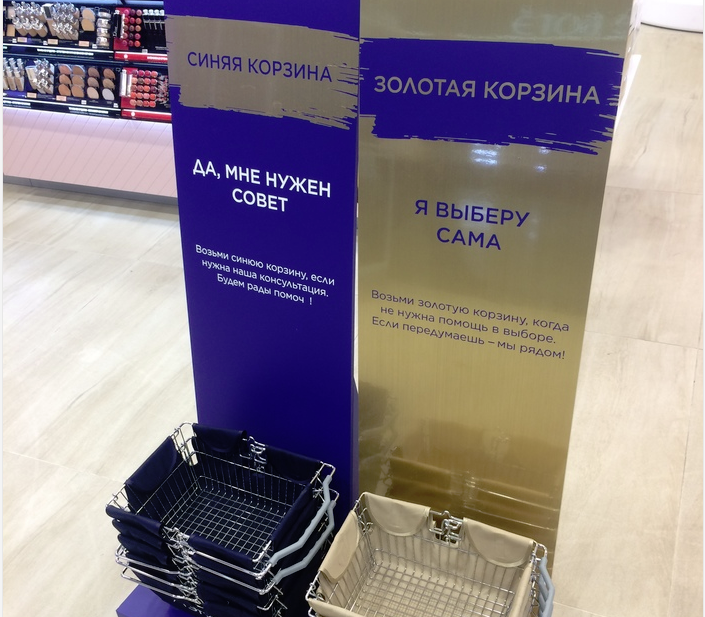 СИНЯЯ КОРЗИНА
ДА, МНЕ НУЖЕН
СОВЕТ
Возьми синюю корзину, если
нужна наша консультация.
Будем рады помоч !
ЗОЛОТАЯ КОРЗИНА
Я ВЫБЕРУ
САМА
Возьми золотую корзину, когда
не нужна помощь в выборе.
Если передумаешь – мы рядом!